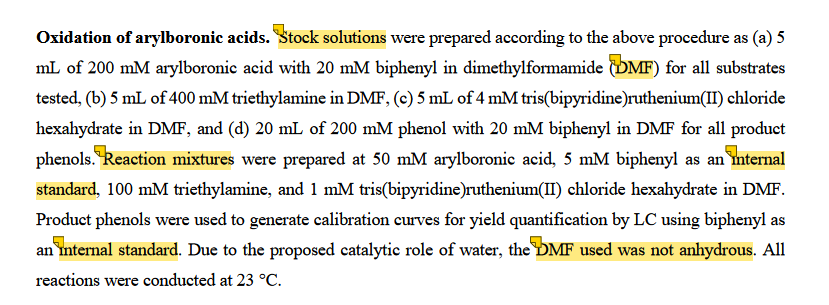 Oxidation of arylboronic acids. Stock solutions were prepared according to the above procedure as (a) 5
mL of 200 mM arylboronic acid with 20 mM biphenyl in dimethylformamide (DMF) for all substrates
tested, (b) 5 mL of 400 mM triethylamine in DMF, (c) 5 mL of 4 mM tris(bipyridine)ruthenium(II) chloride
hexahydrate in DMF, and (d) 20 mL of 200 mM phenol with 20 mM biphenyl in DMF for all product
phenols. Reaction mixtures were prepared at 50 mM arylboronic acid, 5 mM biphenyl as an internal
standard, 100 mM triethylamine, and 1 mM tris(bipyridine)ruthenium(II) chloride hexahydrate in DMF.
Product phenols were used to generate calibration curves for yield quantification by LC using biphenyl as
an internal standard. Due to the proposed catalytic role of water, the DMF used was not anhydrous. All
reactions were conducted at 23 °C.